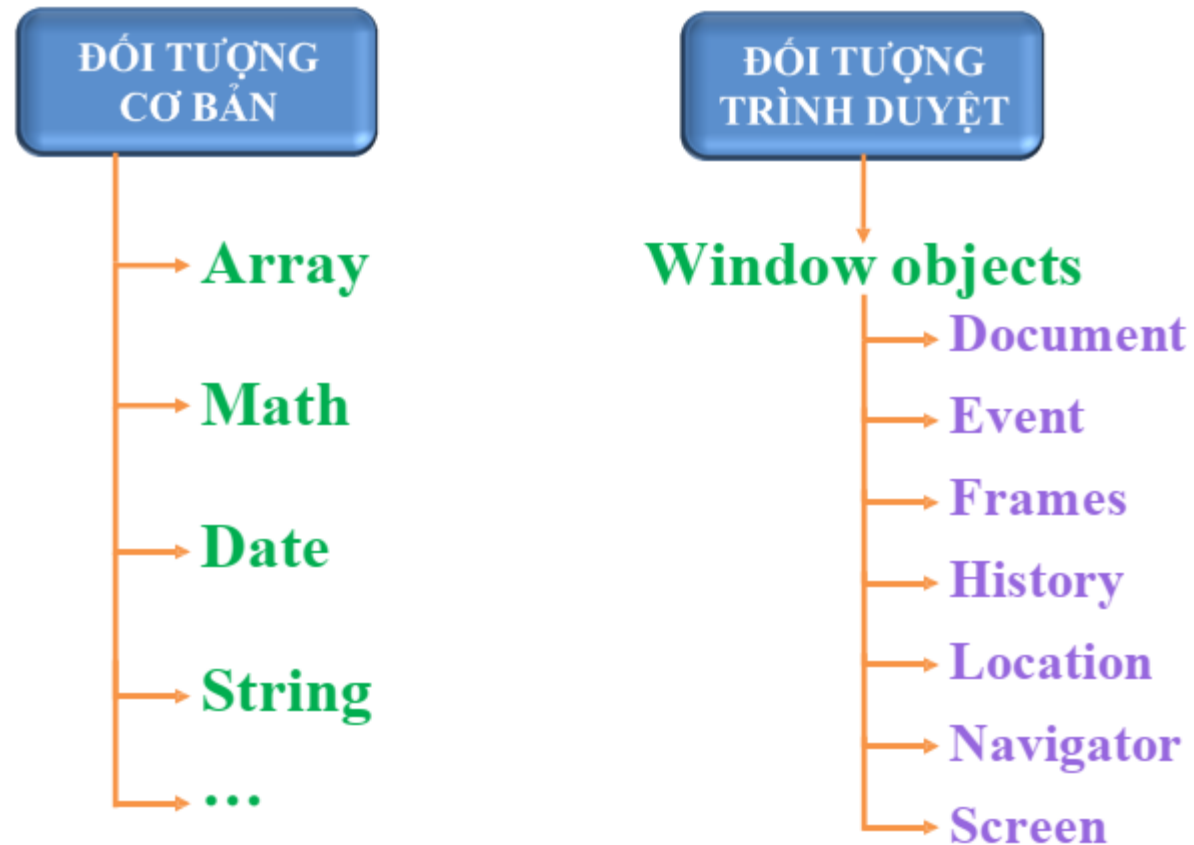 ĐỐI TƯỢNG
CƠ BẢN
Array
Math
Date
String
...
ĐỐI TƯỢNG
TRÌNH DUYỆT
Window objects
Document
Event
Frames
History
Location
Navigator
Screen